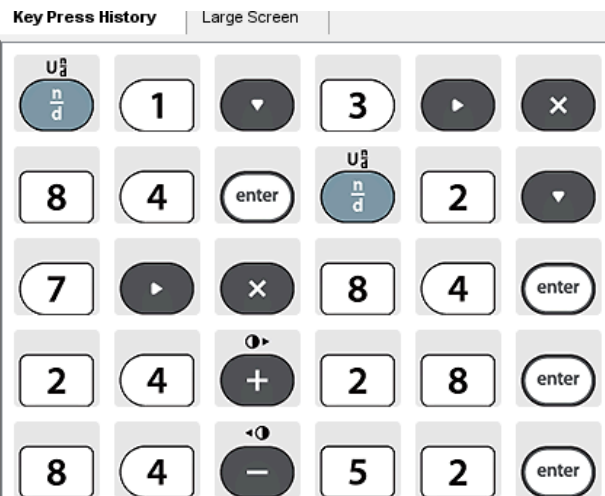 Key Press History Large Screen
U n/d
n/d 1 3 ×
U n/d
8 4 enter n/d 2
7 × 8 4 enter
2 4 + 2 8 enter
8 4 − 5 2 enter